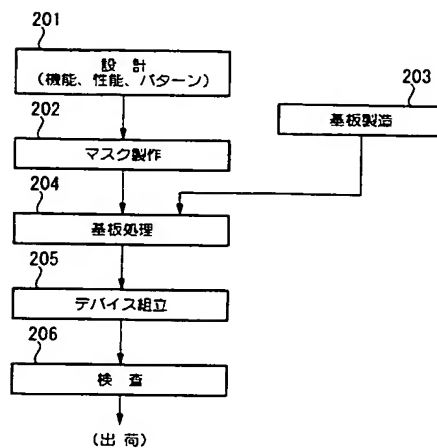 201
設 計
(機能、性能、パターン)
202
マスク製作
203
基板製造
204
基板処理
205
デバイス組立
206
検 査
(出 荷)